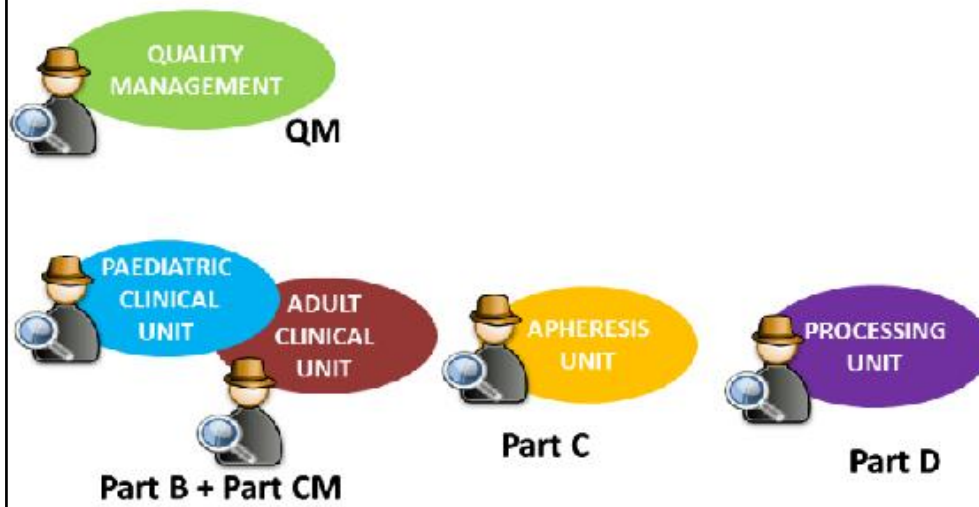 QUALITY
MANAGEMENT
QM
PAEDIATRIC
CLINICAL
UNIT
ADULT
CLINICAL
UNIT
Part B + Part CM
APHERESIS
UNIT
Part C
PROCESSING
UNIT
Part D